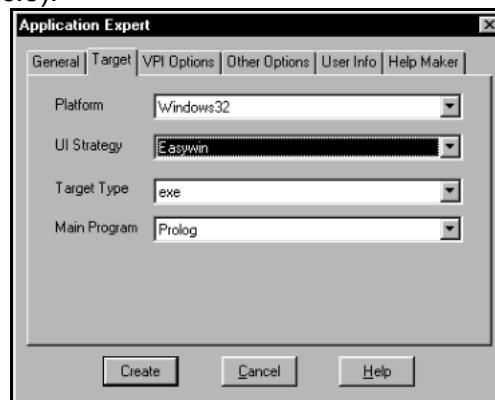 Application Expert
General Target VPI Options Other Options User Info Help Maker
Platform Windows32
UI Strategy Easywin
Target Type exe
Main Program Prolog
Create Cancel Help